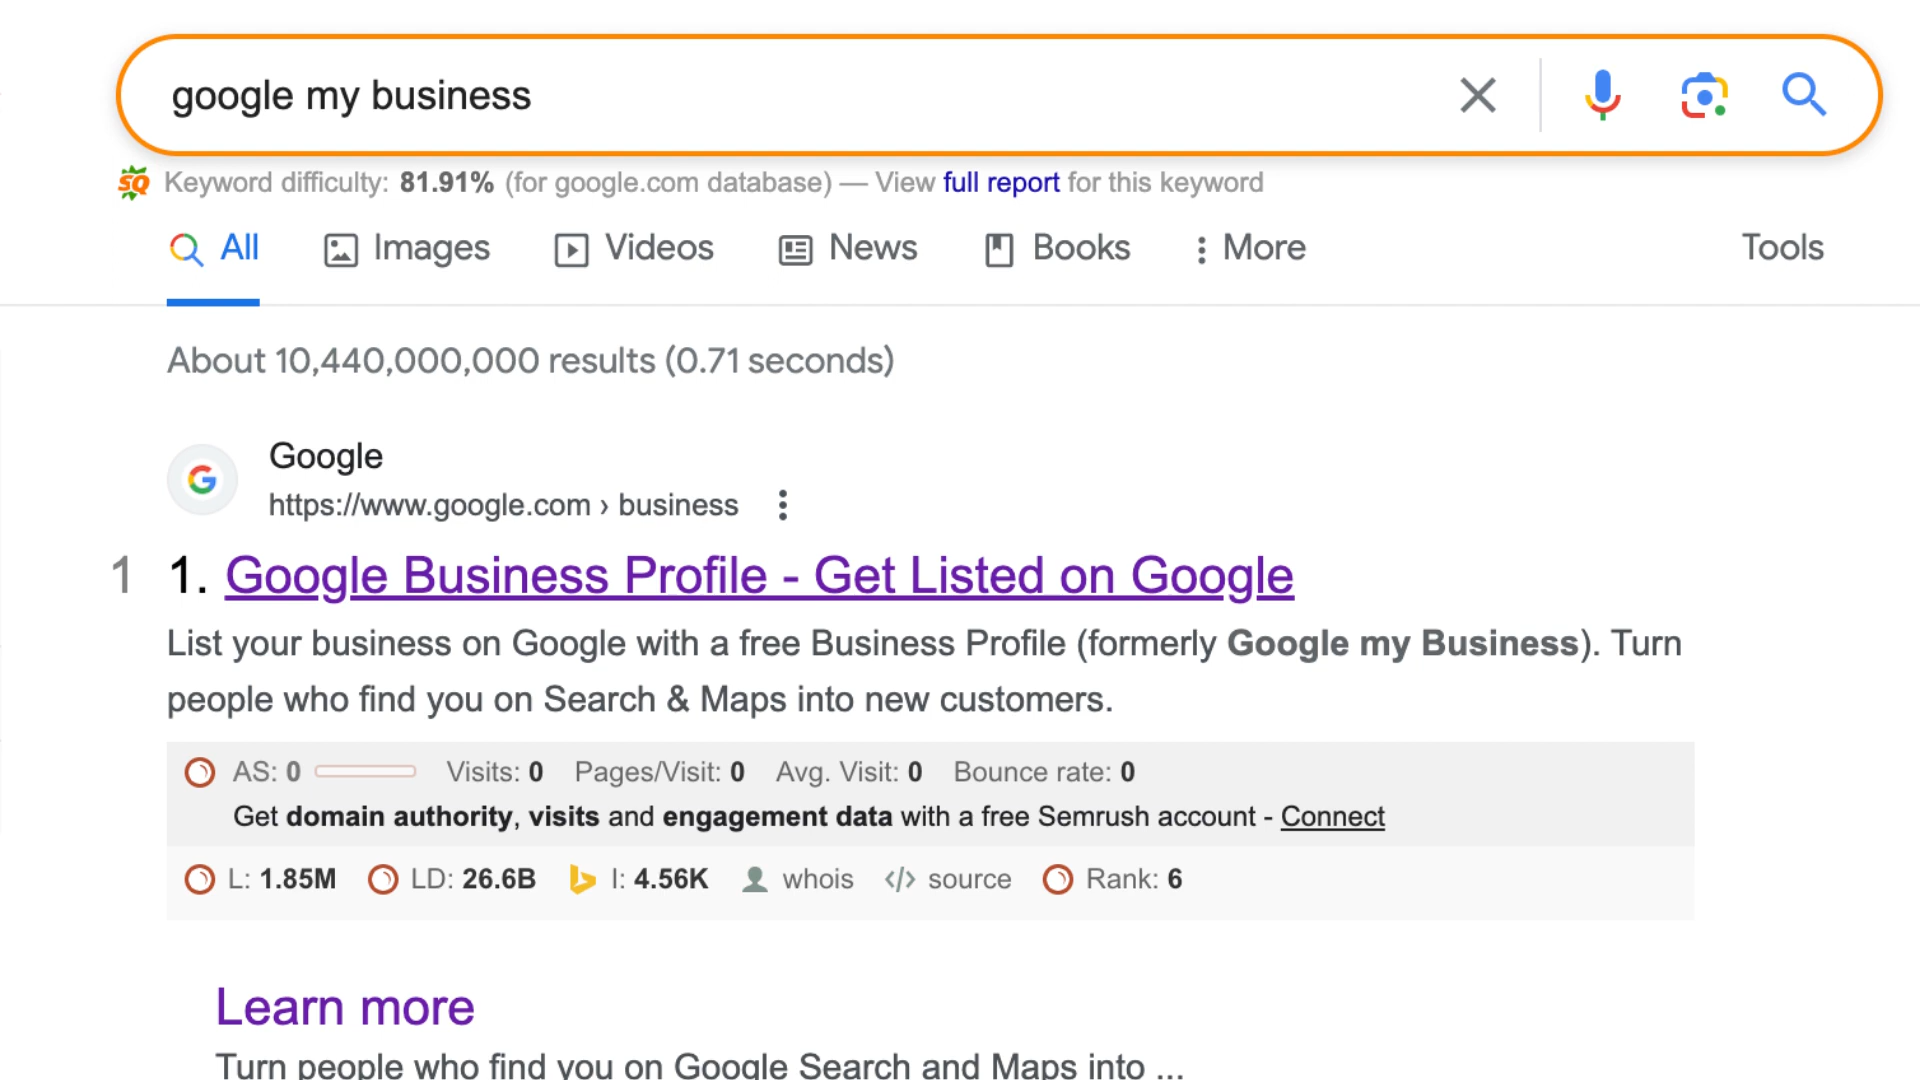 google my business
SQ Keyword difficulty: 81.91% (for google.com database) — View full report for this keyword
All Images Videos News Books More Tools
About 10,440,000,000 results (0.71 seconds)
G Google
https://www.google.com › business
1 1. Google Business Profile - Get Listed on Google
List your business on Google with a free Business Profile (formerly Google my Business). Turn
people who find you on Search & Maps into new customers.
AS: 0 Visits: 0 Pages/Visit: 0 Avg. Visit: 0 Bounce rate: 0
Get domain authority, visits and engagement data with a free Semrush account - Connect
L: 1.85M LD: 26.6B I: 4.56K whois </> source Rank: 6
Learn more
Turn people who find you on Google Search and Maps into ...